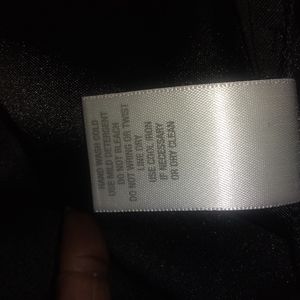 HAND WASH COLD
USE MILD DETERGENT
DO NOT BLEACH
DO NOT WRING OR TWIST
LINE DRY
USE COOL IRON
IF NECESSARY
OR DRY CLEAN